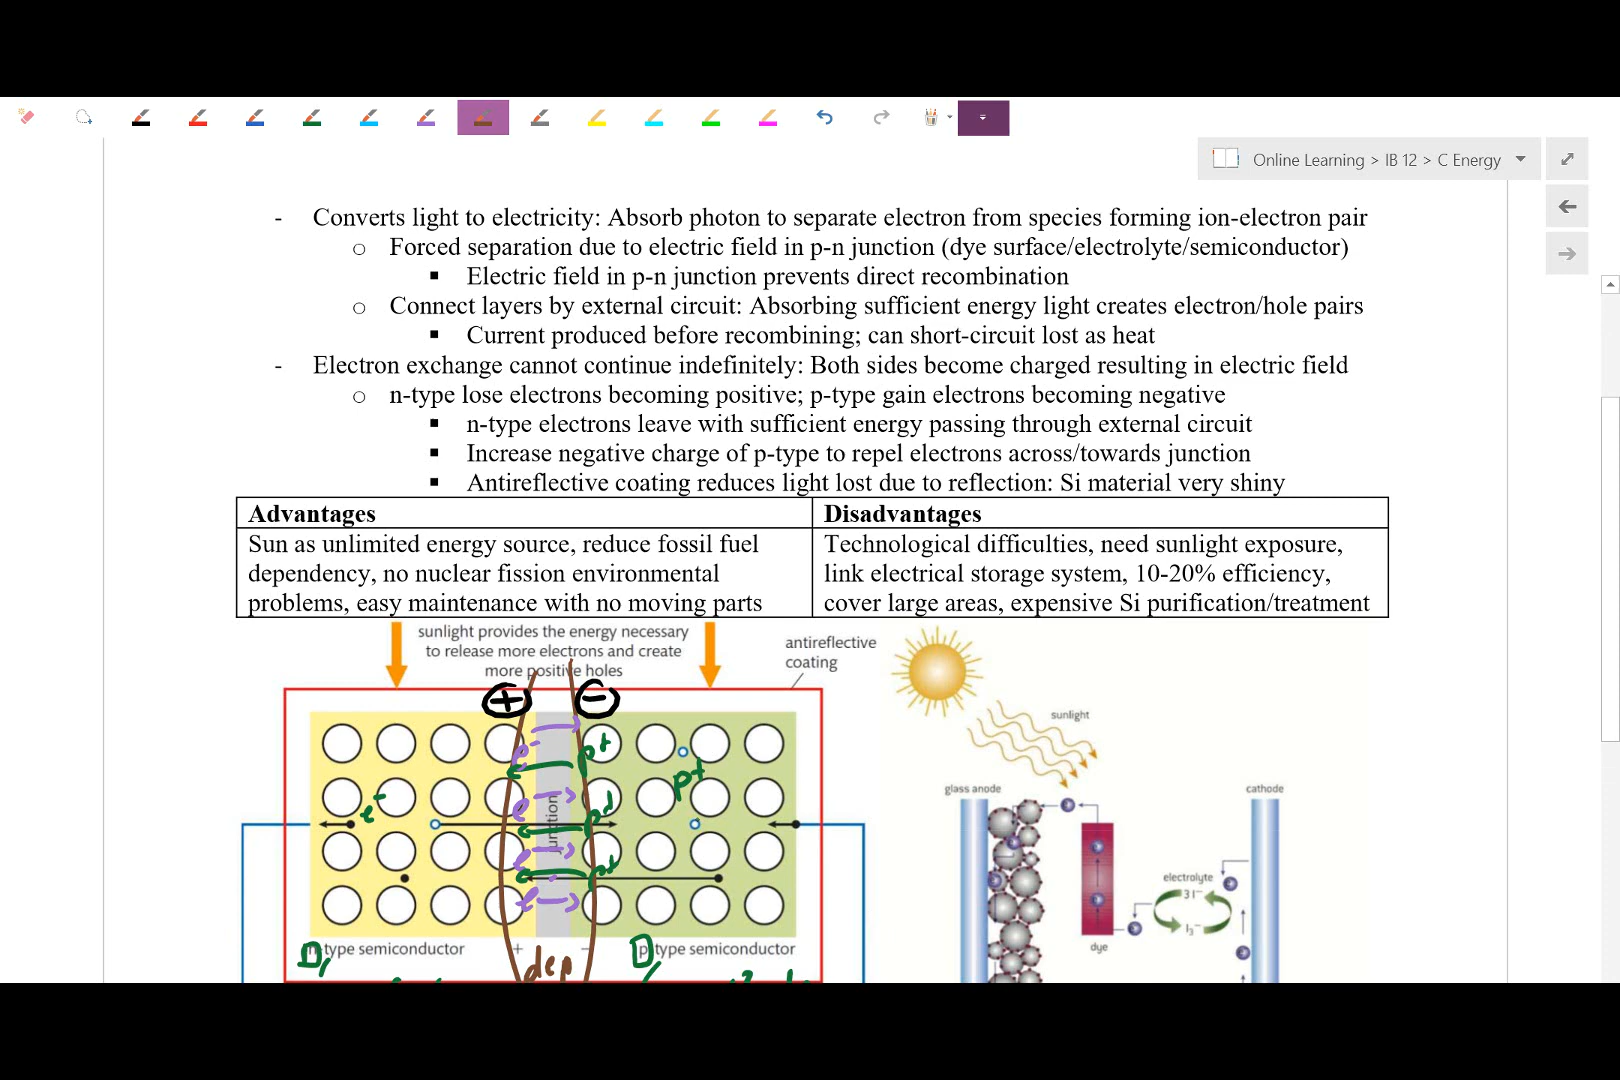 Online Learning > IB 12 > C Energy
- Converts light to electricity: Absorb photon to separate electron from species forming ion-electron pair
o Forced separation due to electric field in p-n junction (dye surface/electrolyte/semiconductor)
▪ Electric field in p-n junction prevents direct recombination
o Connect layers by external circuit: Absorbing sufficient energy light creates electron/hole pairs
▪ Current produced before recombining; can short-circuit lost as heat
- Electron exchange cannot continue indefinitely: Both sides become charged resulting in electric field
o n-type lose electrons becoming positive; p-type gain electrons becoming negative
▪ n-type electrons leave with sufficient energy passing through external circuit
▪ Increase negative charge of p-type to repel electrons across/towards junction
▪ Antireflective coating reduces light lost due to reflection: Si material very shiny
Advantages
Sun as unlimited energy source, reduce fossil fuel
dependency, no nuclear fission environmental
problems, easy maintenance with no moving parts
Disadvantages
Technological difficulties, need sunlight exposure,
link electrical storage system, 10-20% efficiency,
cover large areas, expensive Si purification/treatment
sunlight provides the energy necessary
to release more electrons and create
more positive holes
antireflective
coating
+ −
e⁻ p+
p+
e⁻
e p+
junction
e p+
e
type semiconductor
+ −
p-type semiconductor
dep
sunlight
glass anode
cathode
electrolyte
3 I⁻
I₃⁻
dye